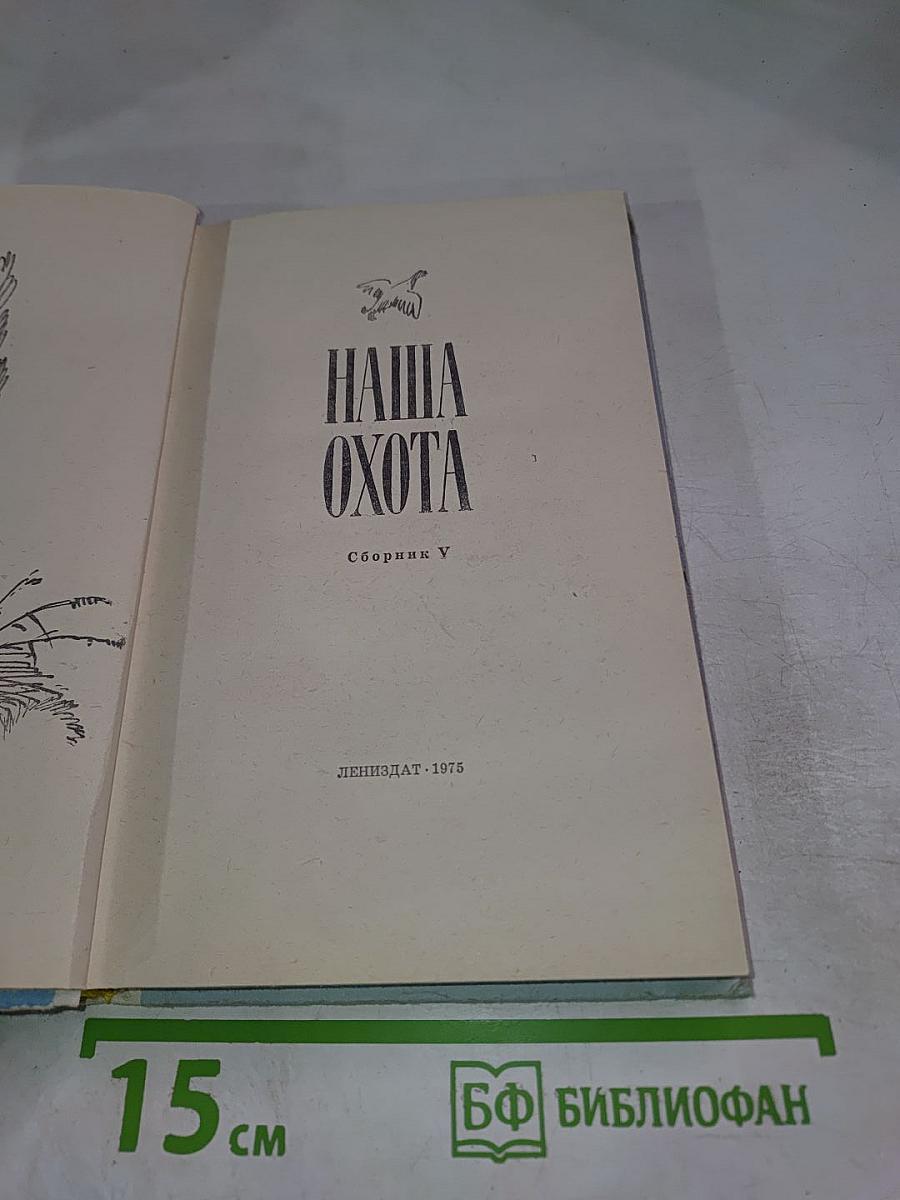 НАША
ОХОТА
Сборник V
ЛЕНИЗДАТ · 1975
15 см
БФ БИБЛИОФАН